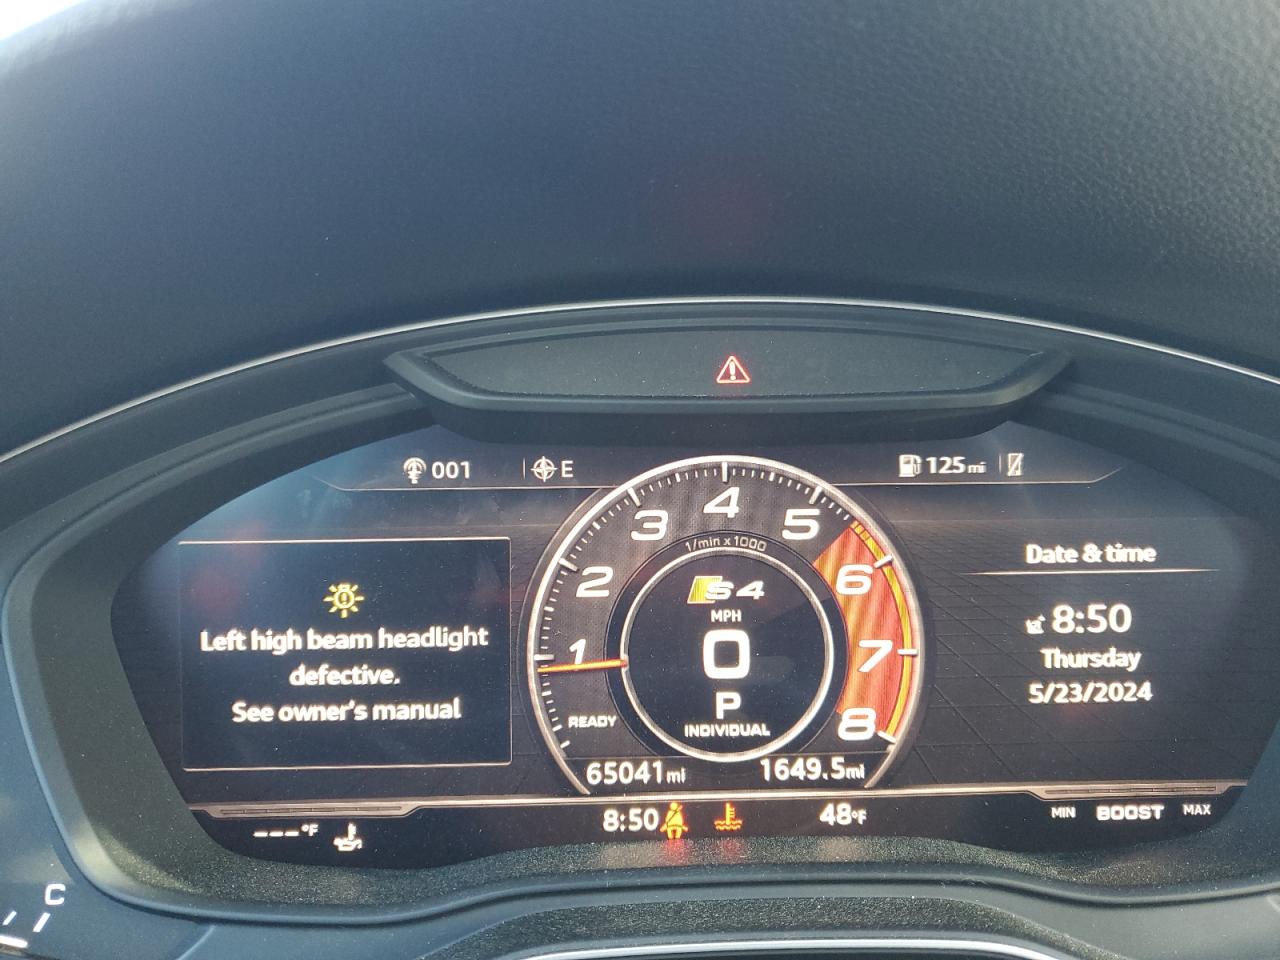 001
E
125 mi
Left high beam headlight
defective.
See owner's manual
1
2
3
4
5
6
7
8
1/min x 1000
S4
MPH
0
P
INDIVIDUAL
READY
65041 mi
1649.5 mi
Date & time
8:50
Thursday
5/23/2024
---°F
8:50
48°F
MIN BOOST MAX
C